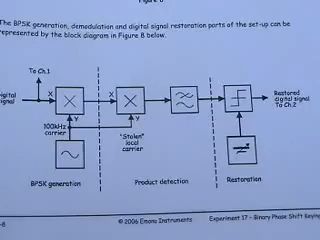 Figure 8
The BPSK generation, demodulation and digital signal restoration parts of the set-up can be
represented by the block diagram in Figure 8 below.
To Ch.1
Digital
signal
X
Y
100kHz
carrier
X
Y
"Stolen"
local
carrier
Restored
digital signal
To Ch.2
BPSK generation
Product detection
Restoration
-8
© 2006 Emona Instruments
Experiment 17 – Binary Phase Shift Keying